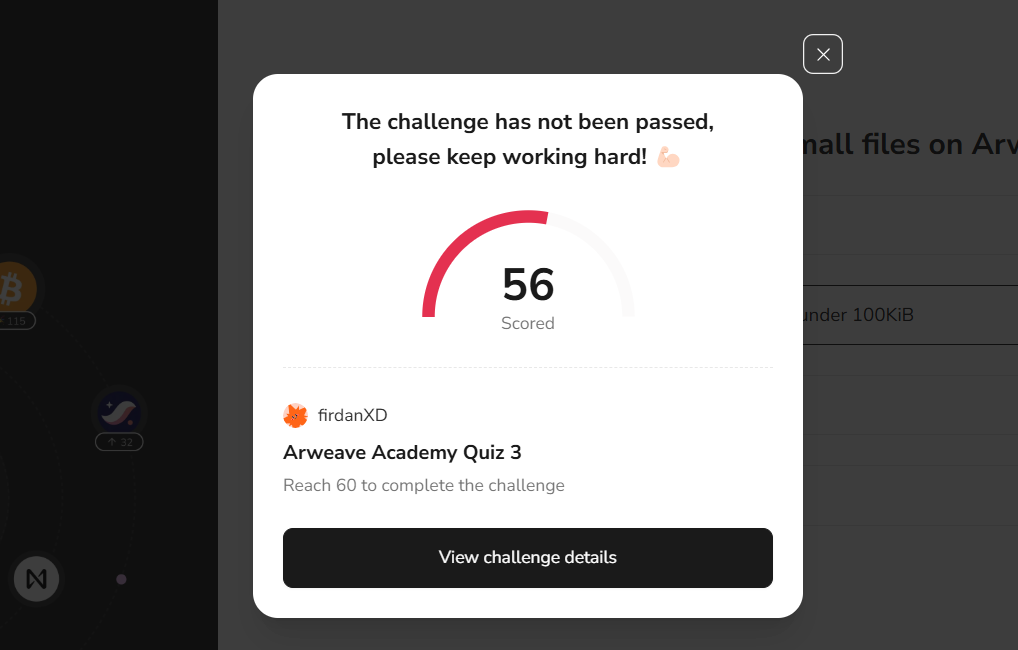 The challenge has not been passed,
please keep working hard! 💪🏻
mall files on Arw
56
Scored
115
under 100KiB
firdanXD
↑ 32
Arweave Academy Quiz 3
Reach 60 to complete the challenge
View challenge details